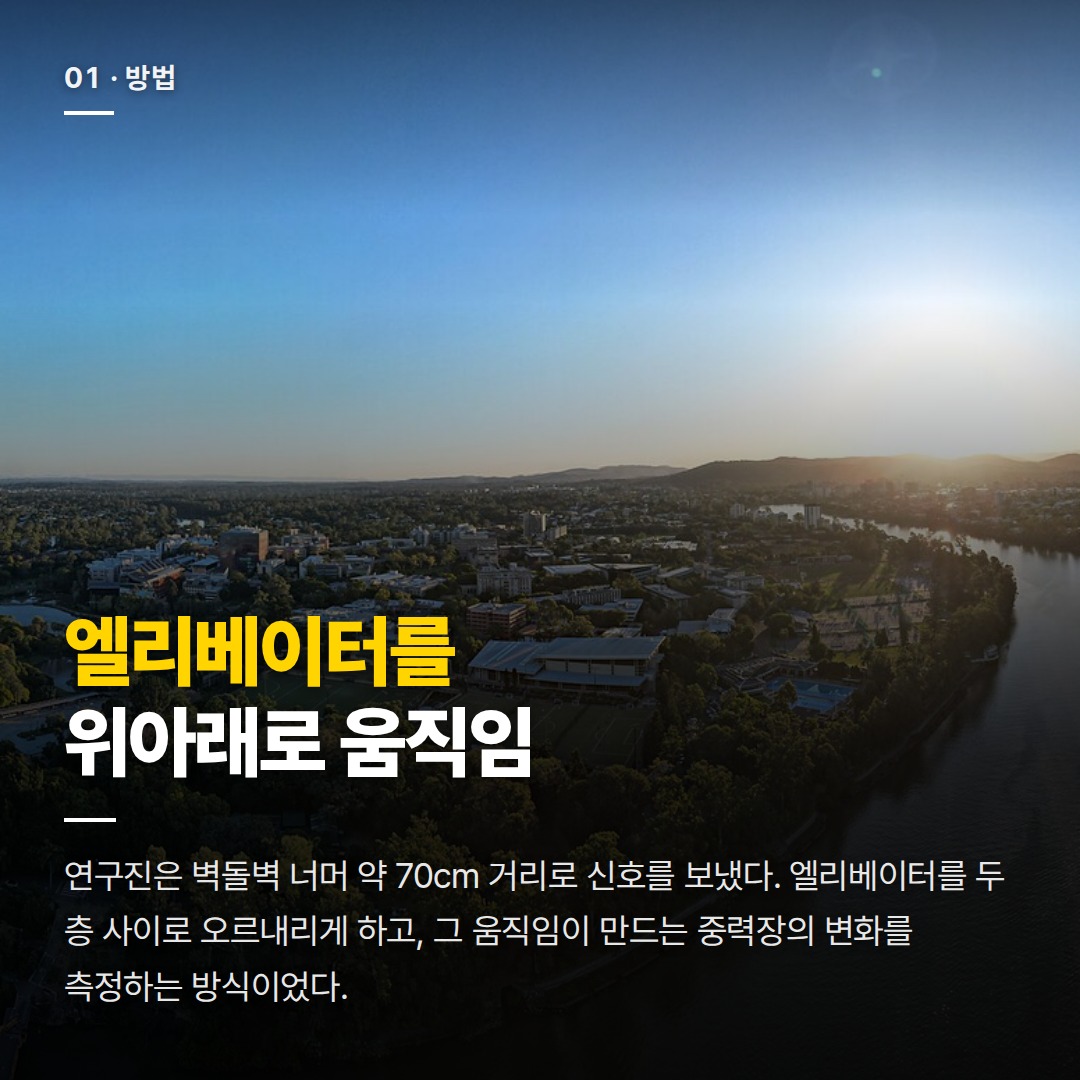 01 · 방법
엘리베이터를
위아래로 움직임
연구진은 벽돌벽 너머 약 70cm 거리로 신호를 보냈다. 엘리베이터를 두
층 사이로 오르내리게 하고, 그 움직임이 만드는 중력장의 변화를
측정하는 방식이었다.